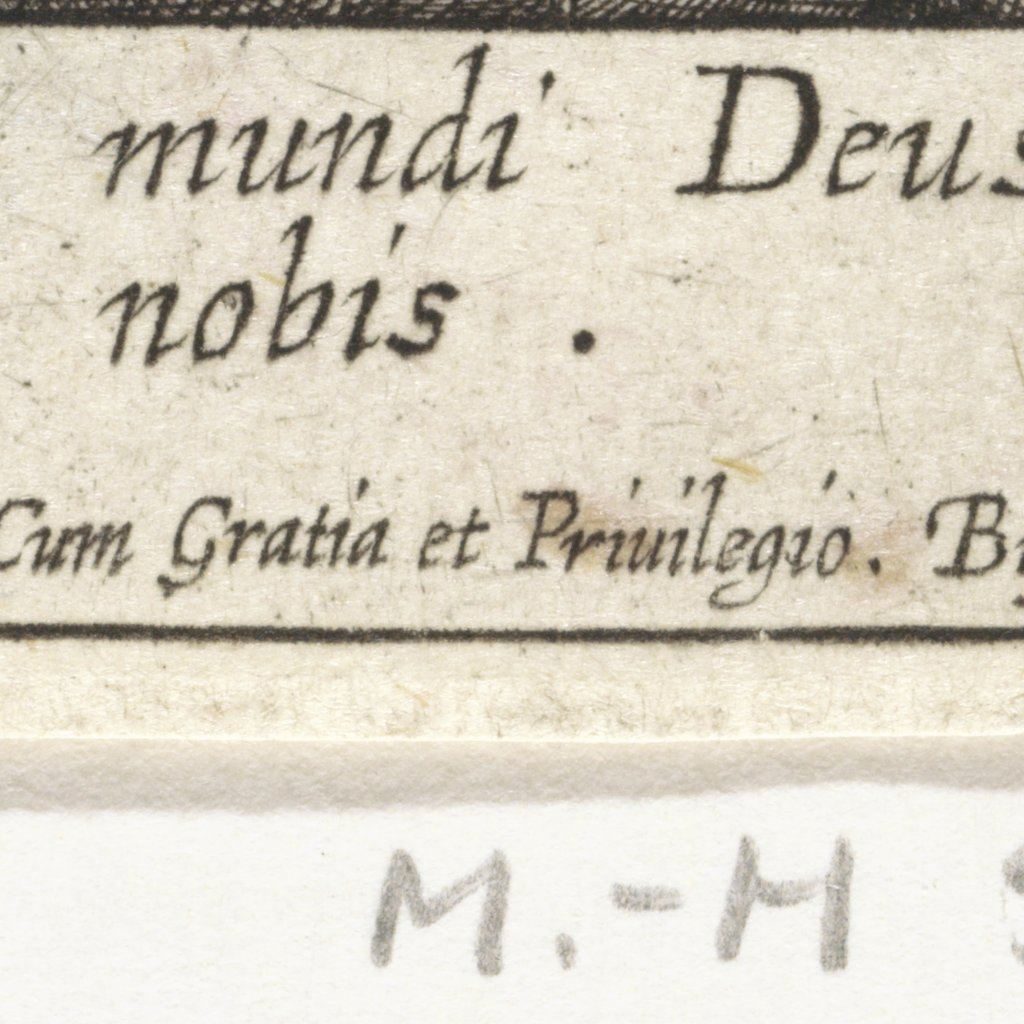 mundi Deus
nobis .
Cum Gratia et Priuilegio.
M.-H